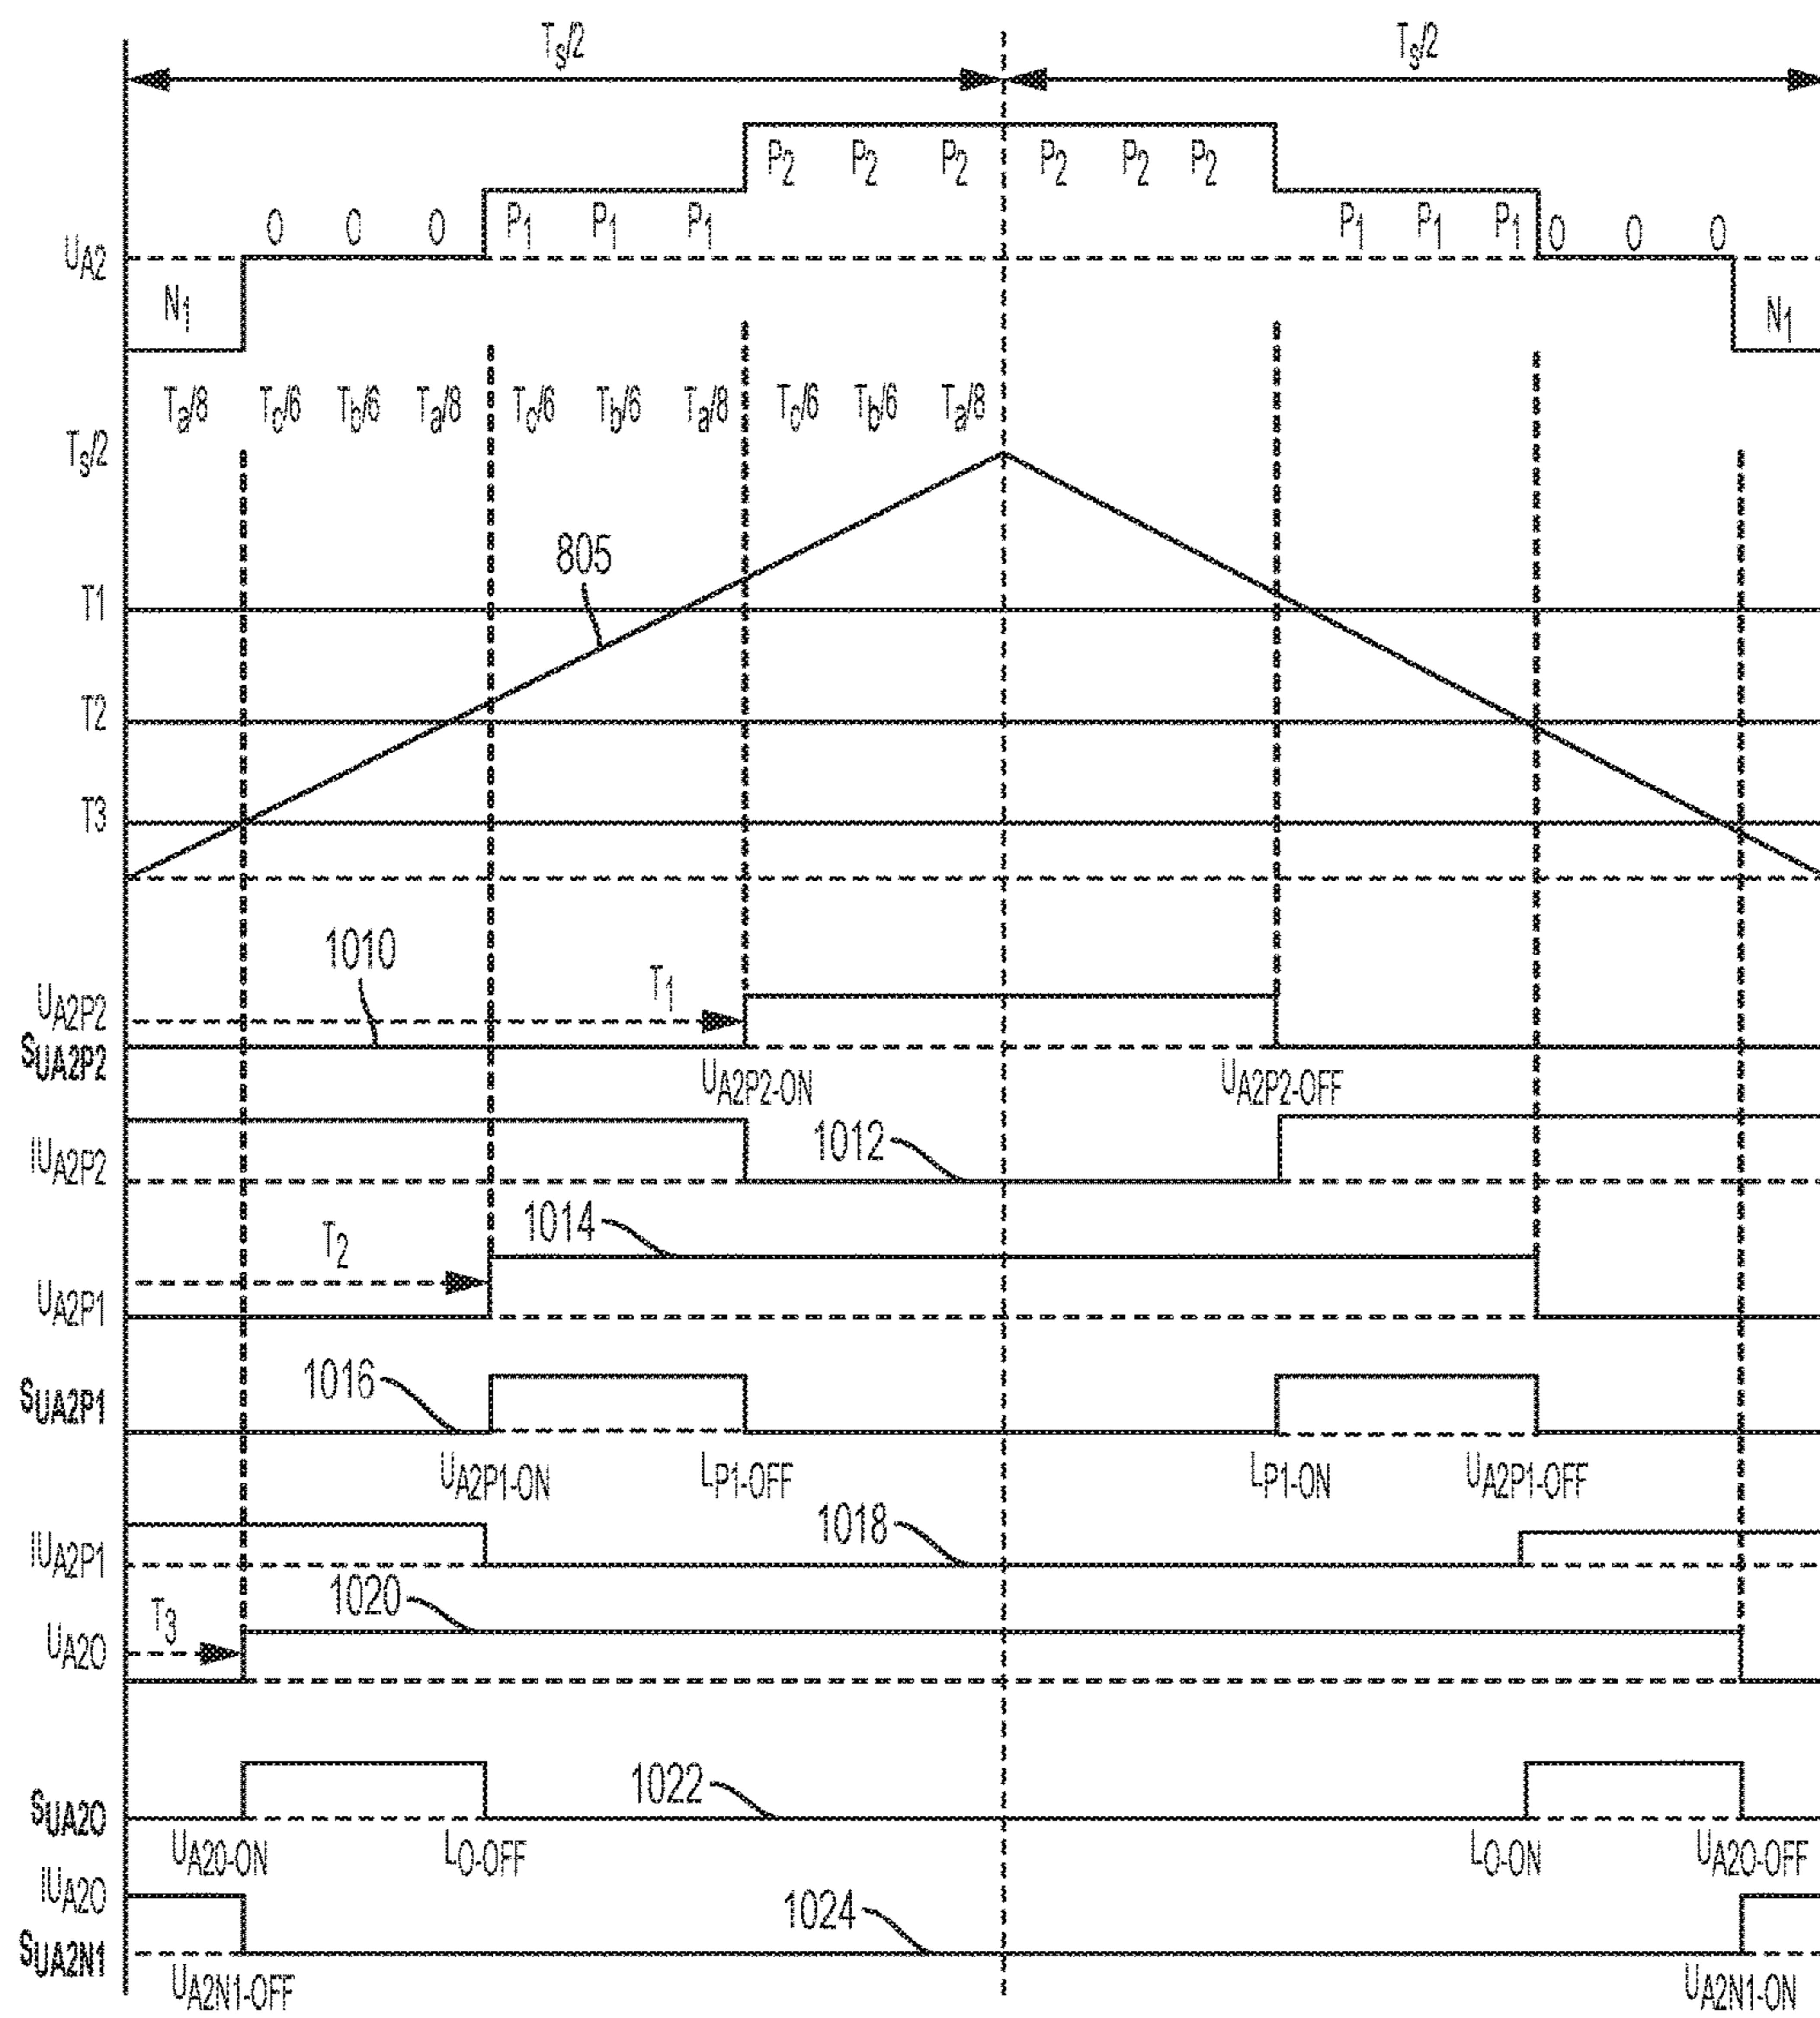 Ts/2 Ts/2
P2 P2 P2 P2 P2 P2
0 0 0 P1 P1 P1 P1 P1 P1 0 0 0
UA2
N1 N1
Ta/8 Tc/6 Tb/6 Ta/8 Tc/6 Tb/6 Ta/8 Tc/6 Tb/6 Ta/8
Ts/2
805
T1
T2
T3
1010
UA2P2 T1
SUA2P2
UA2P2-ON UA2P2-OFF
1012
IUA2P2
1014
T2
UA2P1
1016
SUA2P1
UA2P1-ON LP1-OFF LP1-ON UA2P1-OFF
1018
IUA2P1
1020
T3
UA2O
1022
SUA2O
UA2O-ON LO-OFF LO-ON UA2O-OFF
IUA2O
1024
SUA2N1
UA2N1-OFF UA2N1-ON